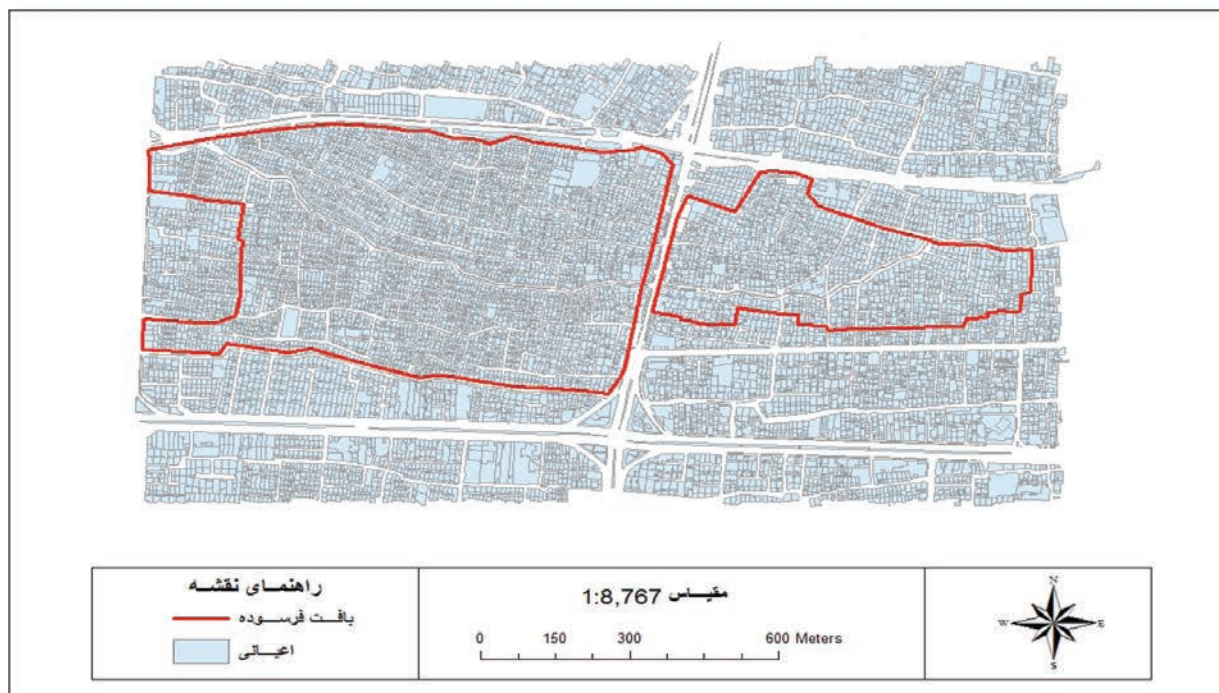 راهنمای نقشه
بافت فرسوده
اعیانی
مقیاس 1:8,767
0 150 300 600 Meters
N
W E
S